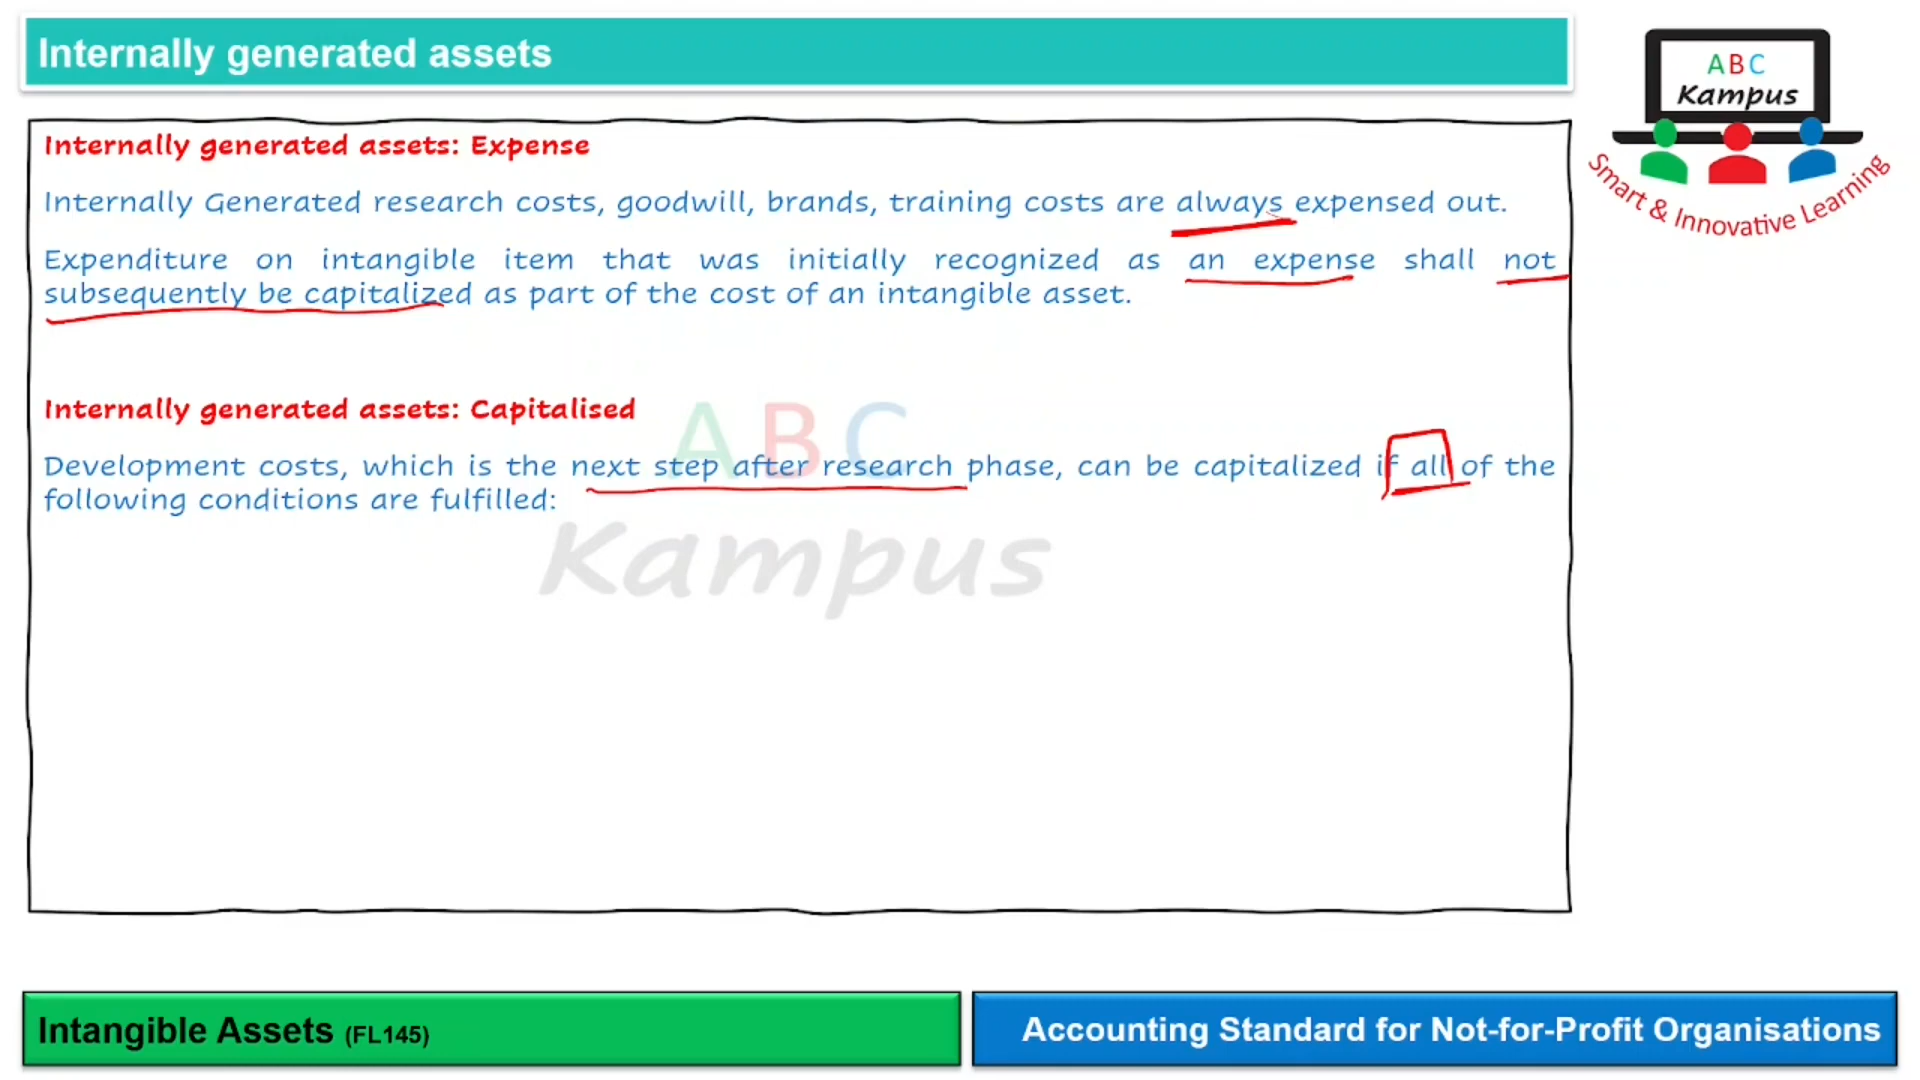 Internally generated assets
ABC
Kampus
Smart & Innovative Learning
Internally generated assets: Expense
Internally Generated research costs, goodwill, brands, training costs are always expensed out.
Expenditure on intangible item that was initially recognized as an expense shall not
subsequently be capitalized as part of the cost of an intangible asset.
Internally generated assets: Capitalised
Development costs, which is the next step after research phase, can be capitalized if all of the
following conditions are fulfilled:
ABC
Kampus
Intangible Assets (FL145)
Accounting Standard for Not-for-Profit Organisations